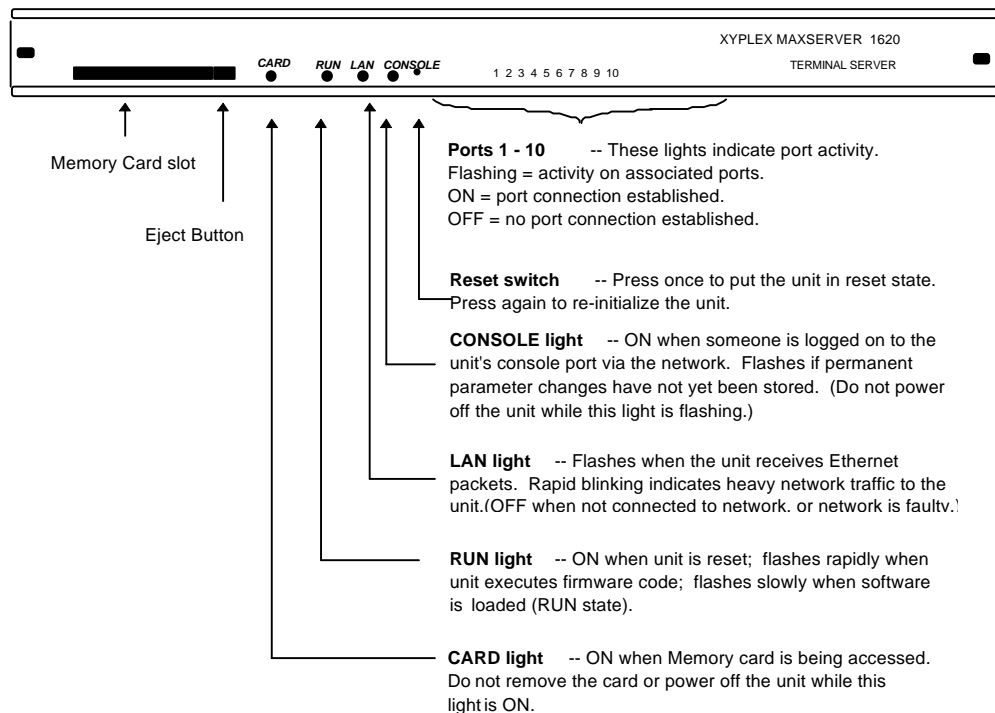 XYPLEX MAXSERVER 1620
TERMINAL SERVER
CARD RUN LAN CONSOLE
1 2 3 4 5 6 7 8 9 10
Memory Card slot
Eject Button
Ports 1 - 10 -- These lights indicate port activity.
Flashing = activity on associated ports.
ON = port connection established.
OFF = no port connection established.
Reset switch -- Press once to put the unit in reset state.
Press again to re-initialize the unit.
CONSOLE light -- ON when someone is logged on to the
unit's console port via the network. Flashes if permanent
parameter changes have not yet been stored. (Do not power
off the unit while this light is flashing.)
LAN light -- Flashes when the unit receives Ethernet
packets. Rapid blinking indicates heavy network traffic to the
unit.(OFF when not connected to network. or network is faulty.)
RUN light -- ON when unit is reset; flashes rapidly when
unit executes firmware code; flashes slowly when software
is loaded (RUN state).
CARD light -- ON when Memory card is being accessed.
Do not remove the card or power off the unit while this
light is ON.